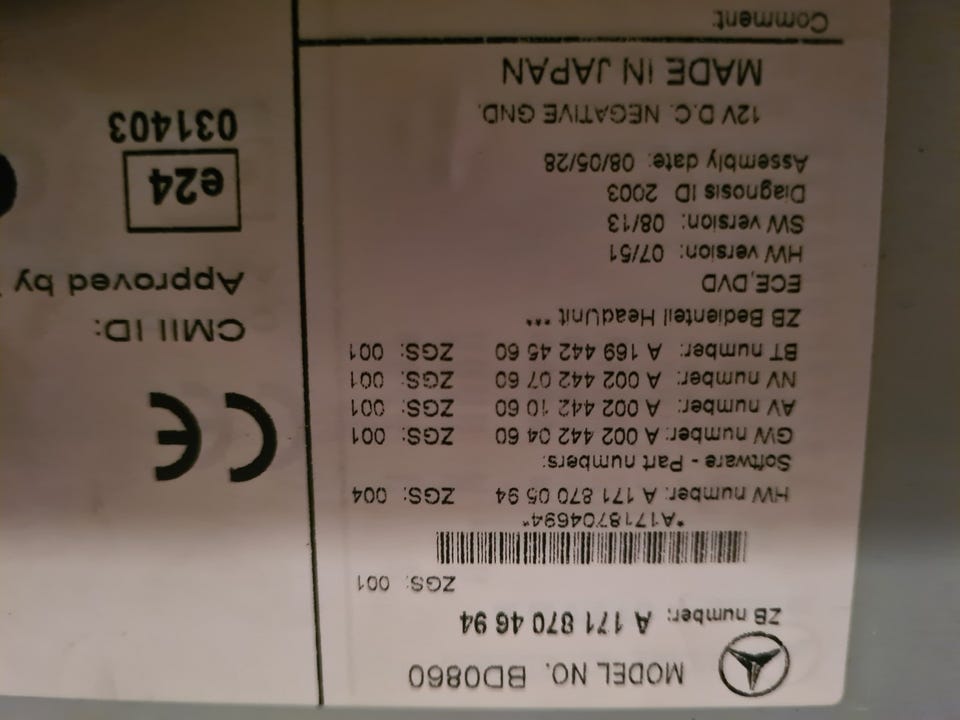 MODEL NO. BD0860
ZB number: A 171 870 46 94
ZGS: 001
*A1718704694*
HW number: A 171 870 05 94 ZGS: 004
Software - Part numbers:
GW number: A 002 442 04 60 ZGS: 001
AV number: A 002 442 10 60 ZGS: 001
NV number: A 002 442 07 60 ZGS: 001
BT number: A 169 442 45 60 ZGS: 001
ZB Bedienteil HeadUnit ***
ECE,DVD
HW version: 07/51
SW version: 08/13
Diagnosis ID 2003
Assembly date: 08/05/28
12V D.C. NEGATIVE GND.
MADE IN JAPAN
Comment:
CE
CMII ID:
Approved by
e24
031403